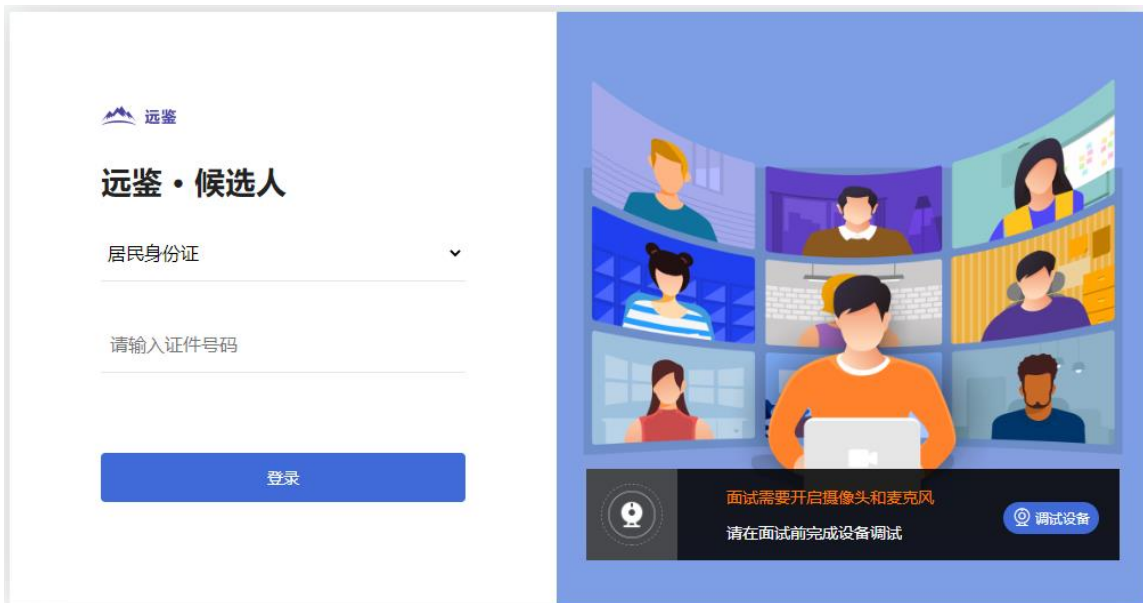 远鉴
远鉴·候选人
居民身份证
请输入证件号码
登录
面试需要开启摄像头和麦克风
请在面试前完成设备调试
调试设备